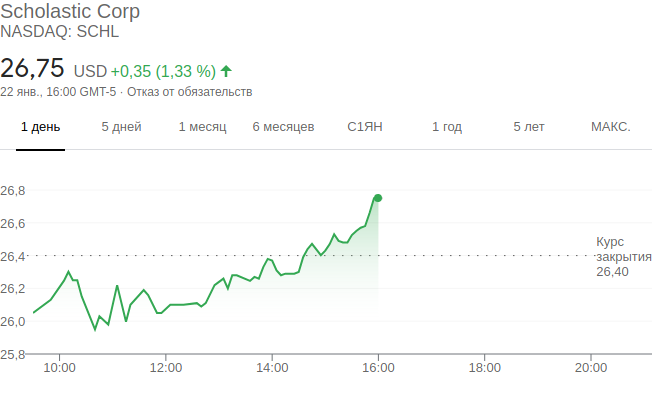 Scholastic Corp
NASDAQ: SCHL
26,75 USD +0,35 (1,33 %)
22 янв., 16:00 GMT-5 · Отказ от обязательств
1 день 5 дней 1 месяц 6 месяцев С1ЯН 1 год 5 лет МАКС.
26,8
26,6
26,4
26,2
26,0
25,8
Курс
закрытия
26,40
10:00 12:00 14:00 16:00 18:00 20:00